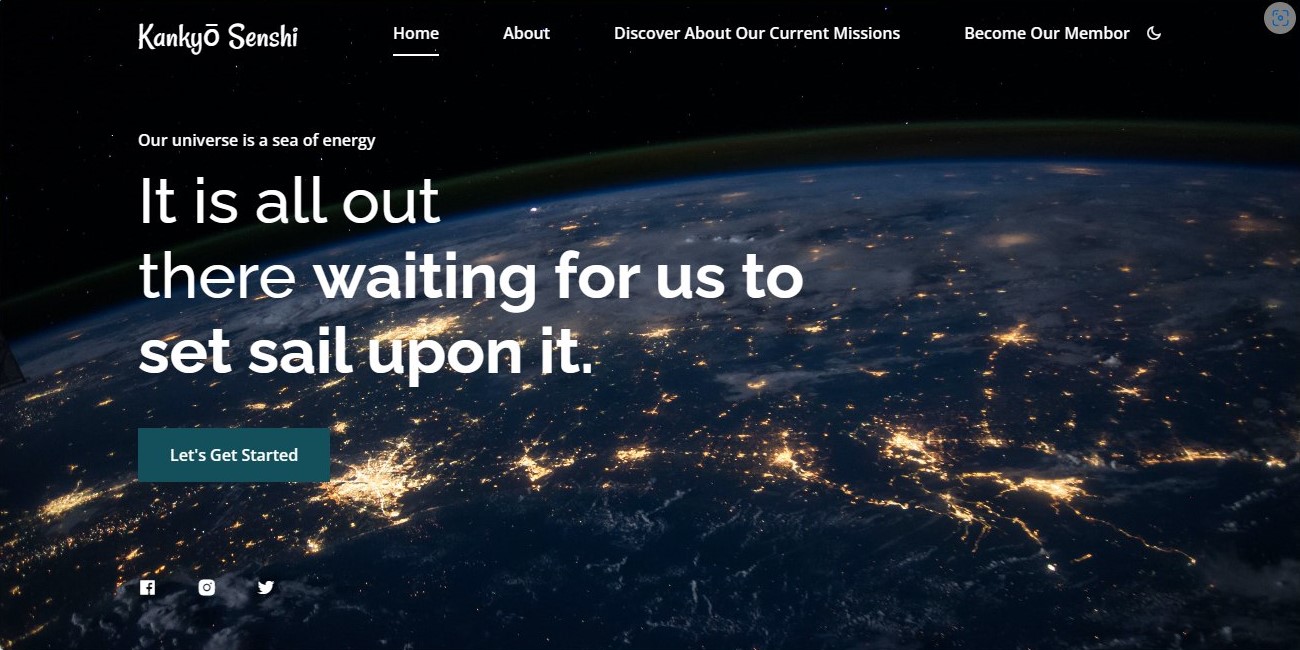 Kankyō Senshi
Home
About
Discover About Our Current Missions
Become Our Membor
Our universe is a sea of energy
It is all out
there waiting for us to
set sail upon it.
Let's Get Started